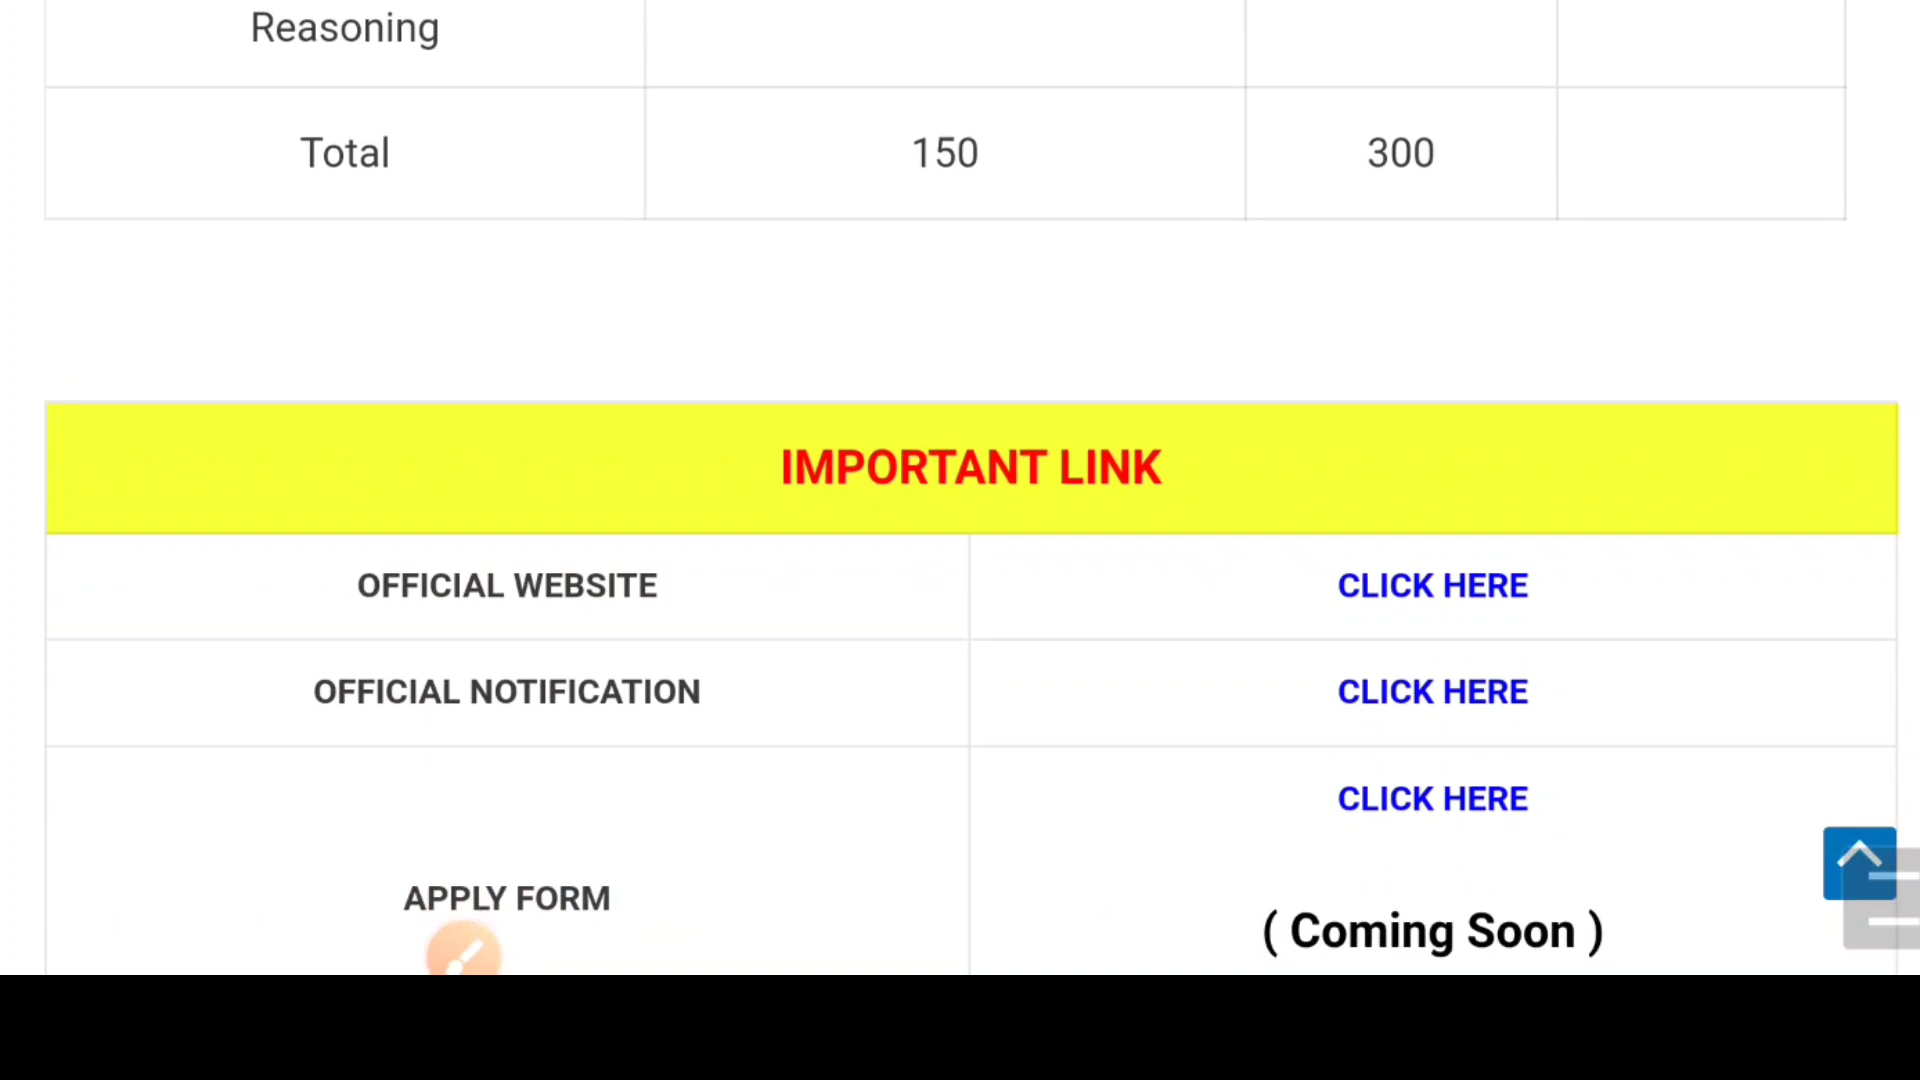 Reasoning
Total 150 300
IMPORTANT LINK
OFFICIAL WEBSITE CLICK HERE
OFFICIAL NOTIFICATION CLICK HERE
CLICK HERE
APPLY FORM
( Coming Soon )